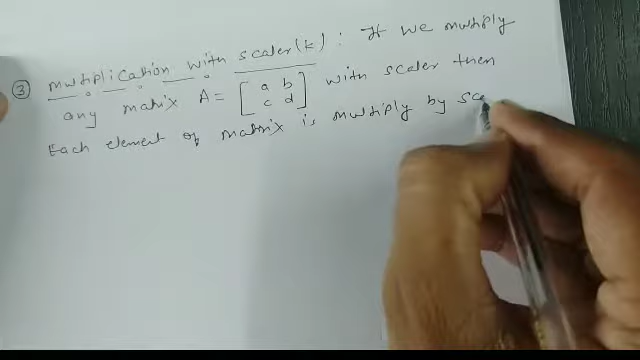 ③ multiplication with scaler(k) : If we multiply
any matrix A = [a b
c d] with scaler then
Each element of matrix is multiply by sca